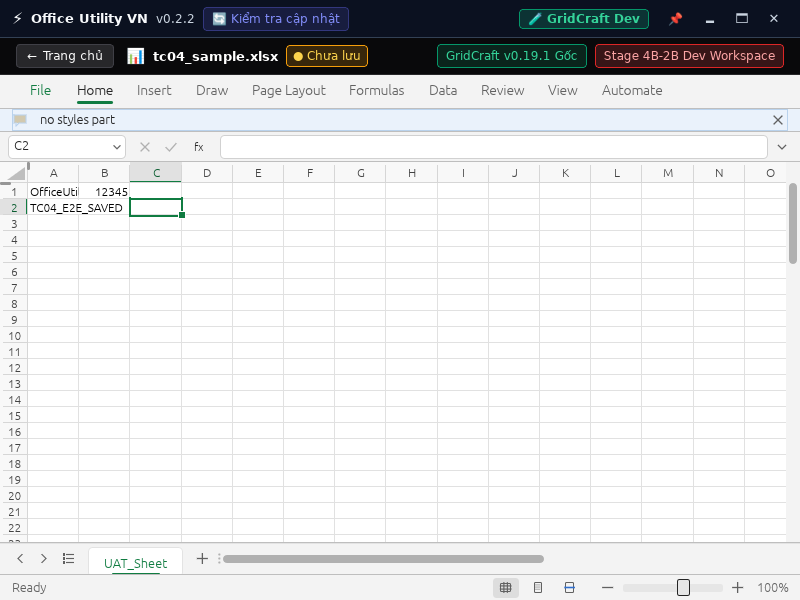 Office Utility VN v0.2.2 Kiểm tra cập nhật GridCraft Dev
← Trang chủ tc04_sample.xlsx Chưa lưu GridCraft v0.19.1 Gốc Stage 4B-2B Dev Workspace
File Home Insert Draw Page Layout Formulas Data Review View Automate
no styles part
C2 fx
A B C D E F G H I J K L M N O
1 OfficeUtil 12345
2 TC04_E2E_SAVED
3
4
5
6
7
8
9
10
11
12
13
14
15
16
17
18
19
20
21
22
UAT_Sheet
Ready 100%